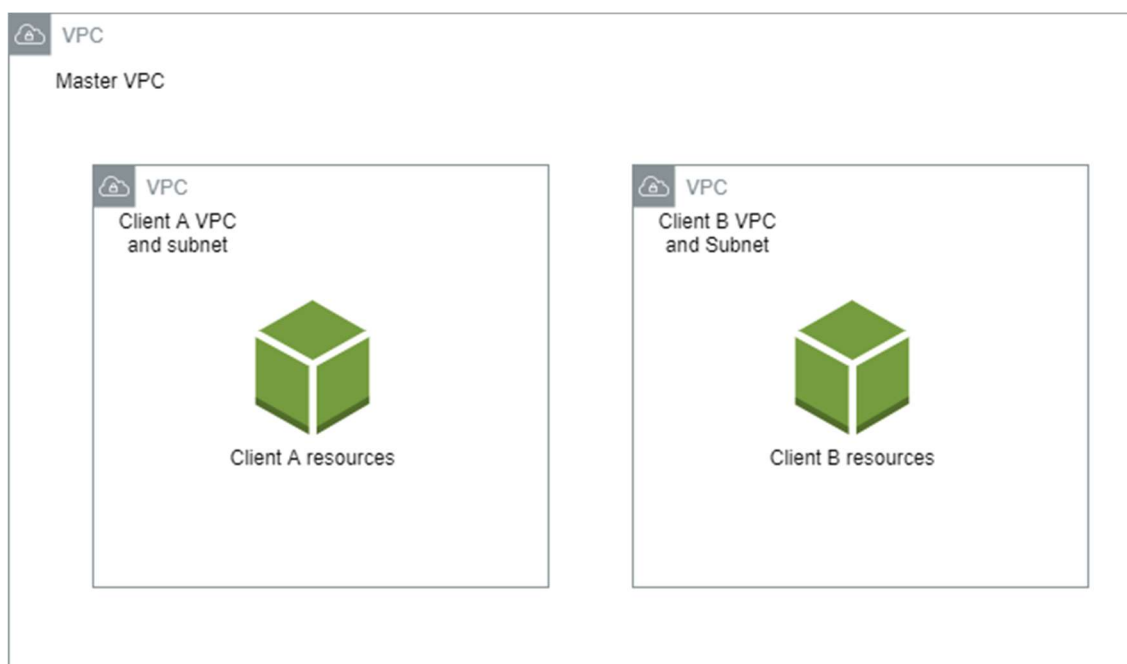 VPC
Master VPC
VPC
Client A VPC
and subnet
Client A resources
VPC
Client B VPC
and Subnet
Client B resources